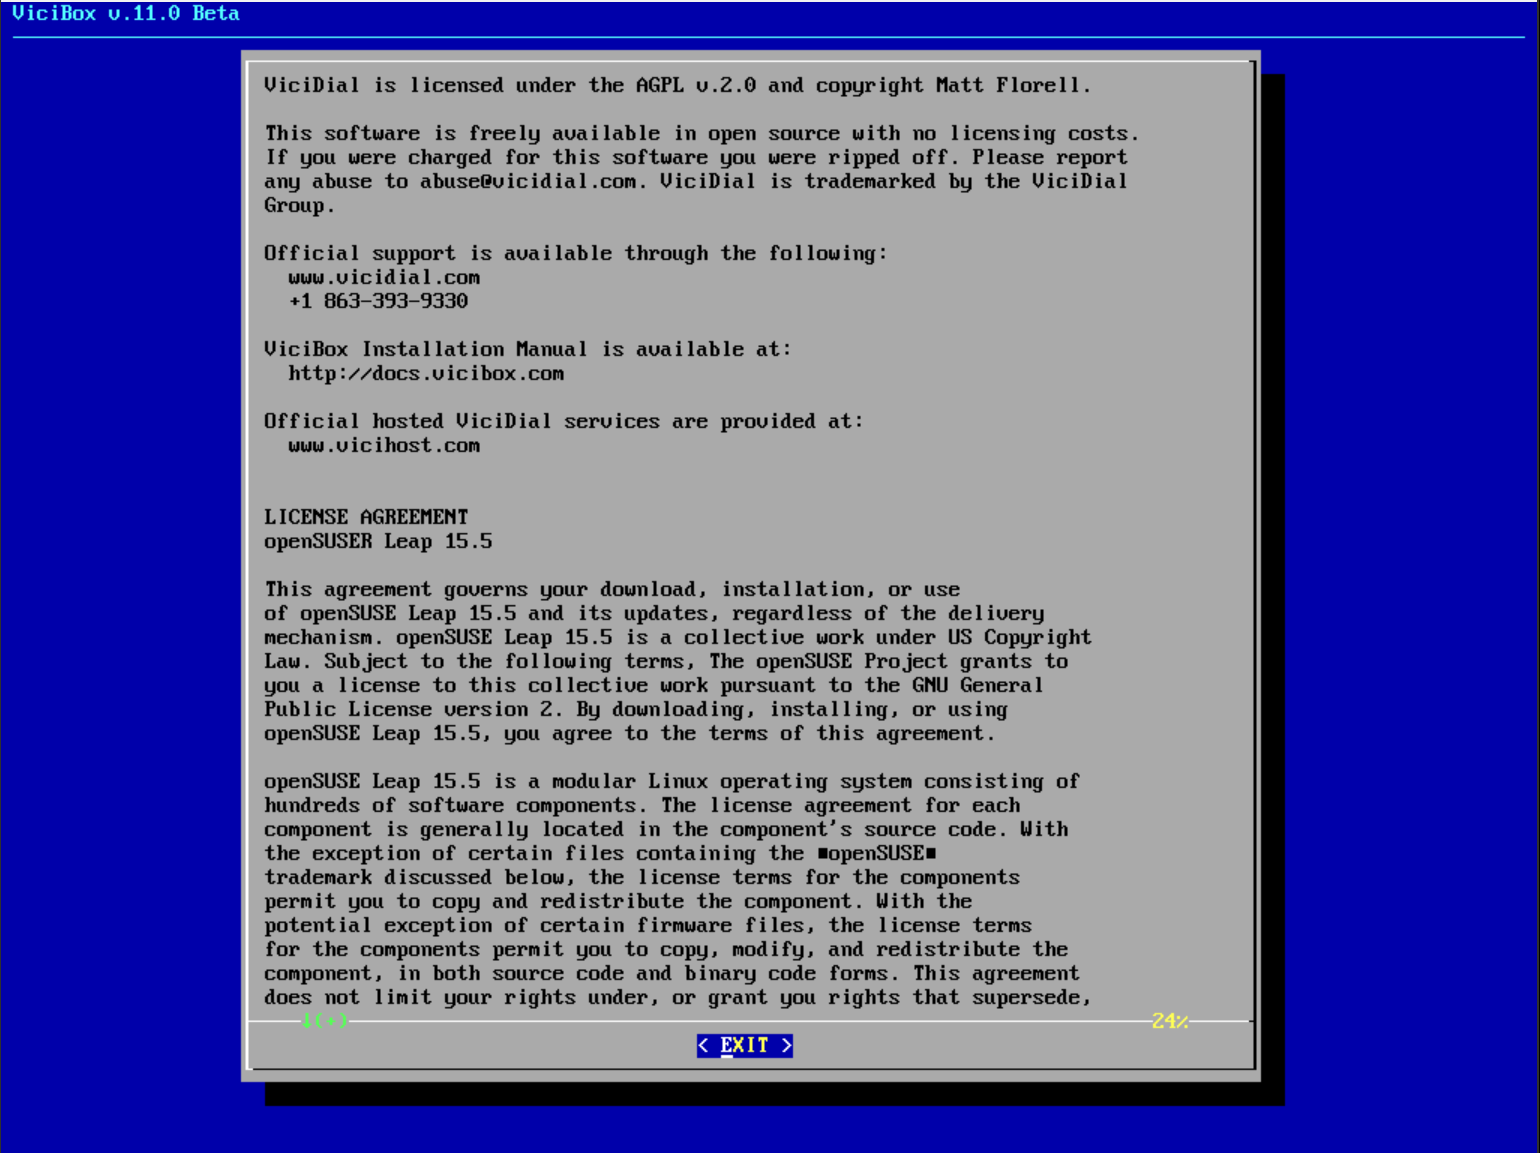 ViciBox v.11.0 Beta
ViciDial is licensed under the AGPL v.2.0 and copyright Matt Florell.
This software is freely available in open source with no licensing costs.
If you were charged for this software you were ripped off. Please report
any abuse to abuse@vicidial.com. ViciDial is trademarked by the ViciDial
Group.
Official support is available through the following:
www.vicidial.com
+1 863-393-9330
ViciBox Installation Manual is available at:
http://docs.vicibox.com
Official hosted ViciDial services are provided at:
www.vicihost.com
LICENSE AGREEMENT
openSUSER Leap 15.5
This agreement governs your download, installation, or use
of openSUSE Leap 15.5 and its updates, regardless of the delivery
mechanism. openSUSE Leap 15.5 is a collective work under US Copyright
Law. Subject to the following terms, The openSUSE Project grants to
you a license to this collective work pursuant to the GNU General
Public License version 2. By downloading, installing, or using
openSUSE Leap 15.5, you agree to the terms of this agreement.
openSUSE Leap 15.5 is a modular Linux operating system consisting of
hundreds of software components. The license agreement for each
component is generally located in the component's source code. With
the exception of certain files containing the ■openSUSE■
trademark discussed below, the license terms for the components
permit you to copy and redistribute the component. With the
potential exception of certain firmware files, the license terms
for the components permit you to copy, modify, and redistribute the
component, in both source code and binary code forms. This agreement
does not limit your rights under, or grant you rights that supersede,
↓(+) 24%
< EXIT >